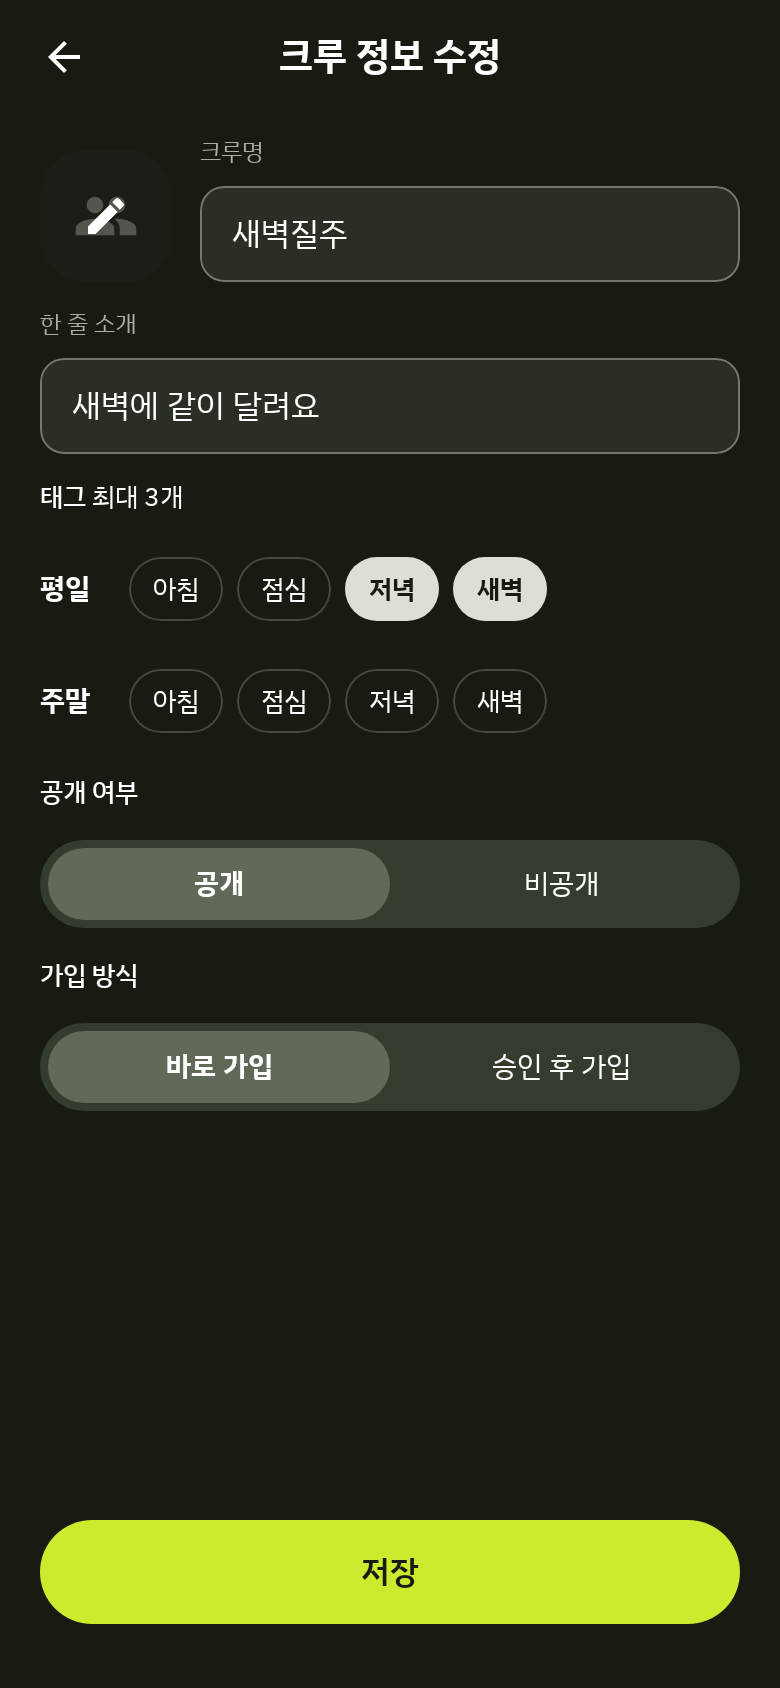 크루 정보 수정
크루명
새벽질주
한 줄 소개
새벽에 같이 달려요
태그 최대 3개
평일 아침 점심 저녁 새벽
주말 아침 점심 저녁 새벽
공개 여부
공개 비공개
가입 방식
바로 가입 승인 후 가입
저장